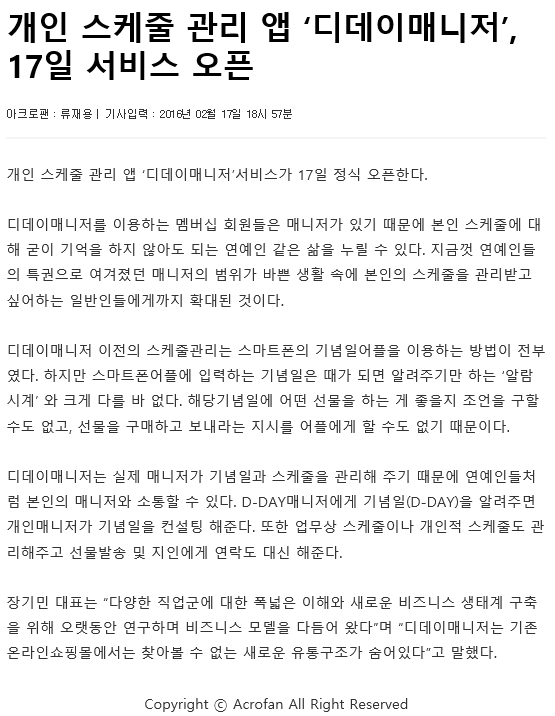 개인 스케줄 관리 앱 ‘디데이매니저’,
17일 서비스 오픈
아크로팬 : 류재용 | 기사입력 : 2016년 02월 17일 18시 57분
개인 스케줄 관리 앱 ‘디데이매니저’서비스가 17일 정식 오픈한다.
디데이매니저를 이용하는 멤버십 회원들은 매니저가 있기 때문에 본인 스케줄에 대
해 굳이 기억을 하지 않아도 되는 연예인 같은 삶을 누릴 수 있다. 지금껏 연예인들
의 특권으로 여겨졌던 매니저의 범위가 바쁜 생활 속에 본인의 스케줄을 관리받고
싶어하는 일반인들에게까지 확대된 것이다.
디데이매니저 이전의 스케줄관리는 스마트폰의 기념일어플을 이용하는 방법이 전부
였다. 하지만 스마트폰어플에 입력하는 기념일은 때가 되면 알려주기만 하는 ‘알람
시계’ 와 크게 다를 바 없다. 해당기념일에 어떤 선물을 하는 게 좋을지 조언을 구할
수도 없고, 선물을 구매하고 보내라는 지시를 어플에게 할 수도 없기 때문이다.
디데이매니저는 실제 매니저가 기념일과 스케줄을 관리해 주기 때문에 연예인들처
럼 본인의 매니저와 소통할 수 있다. D-DAY매니저에게 기념일(D-DAY)을 알려주면
개인매니저가 기념일을 컨설팅 해준다. 또한 업무상 스케줄이나 개인적 스케줄도 관
리해주고 선물발송 및 지인에게 연락도 대신 해준다.
장기민 대표는 “다양한 직업군에 대한 폭넓은 이해와 새로운 비즈니스 생태계 구축
을 위해 오랫동안 연구하며 비즈니스 모델을 다듬어 왔다”며 “디데이매니저는 기존
온라인쇼핑몰에서는 찾아볼 수 없는 새로운 유통구조가 숨어있다”고 말했다.
Copyright ⓒ Acrofan All Right Reserved